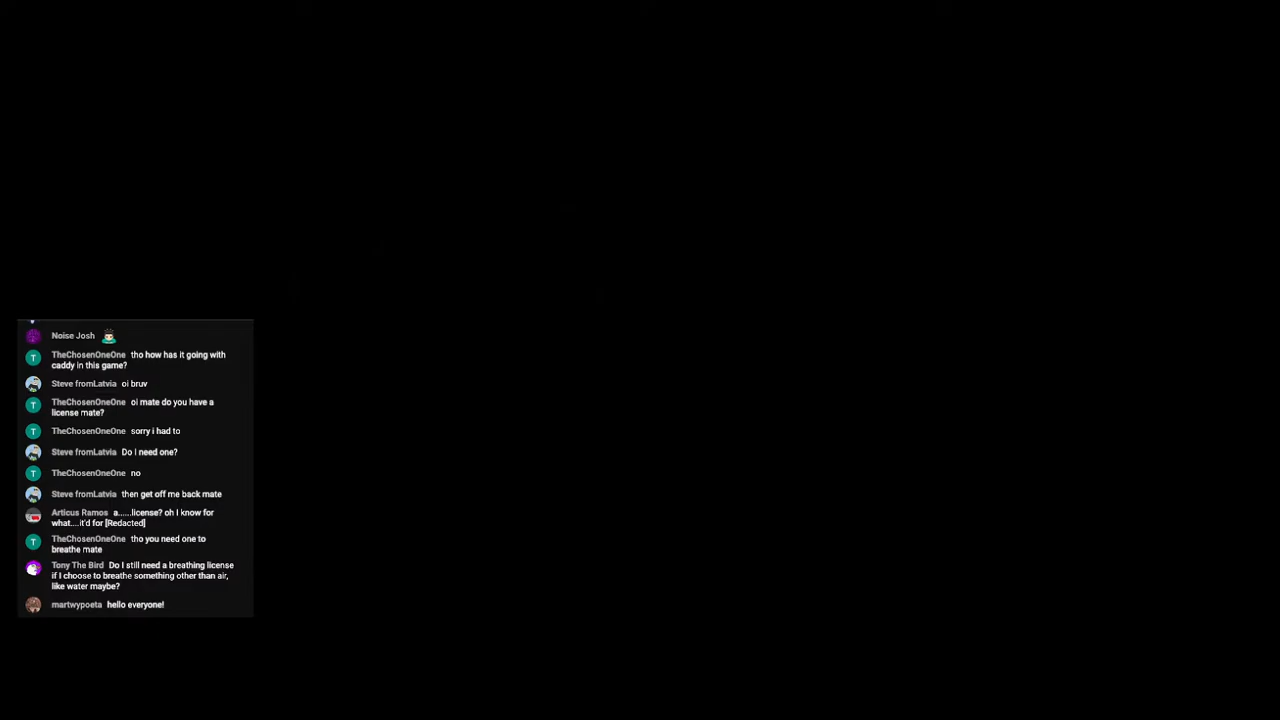 Noise Josh
TheChosenOneOne tho how has it going with
caddy in this game?
Steve fromLatvia oi bruv
T
TheChosenOneOne oi mate do you have a
license mate?
T
TheChosenOneOne sorry i had to
T
Steve fromLatvia Do I need one?
TheChosenOneOne no
T
Steve fromLatvia then get off me back mate
Articus Ramos a......license? oh I know for
what....it'd for [Redacted]
TheChosenOneOne tho you need one to
breathe mate
T
Tony The Bird Do I still need a breathing license
if I choose to breathe something other than air,
like water maybe?
martwypoeta hello everyone!